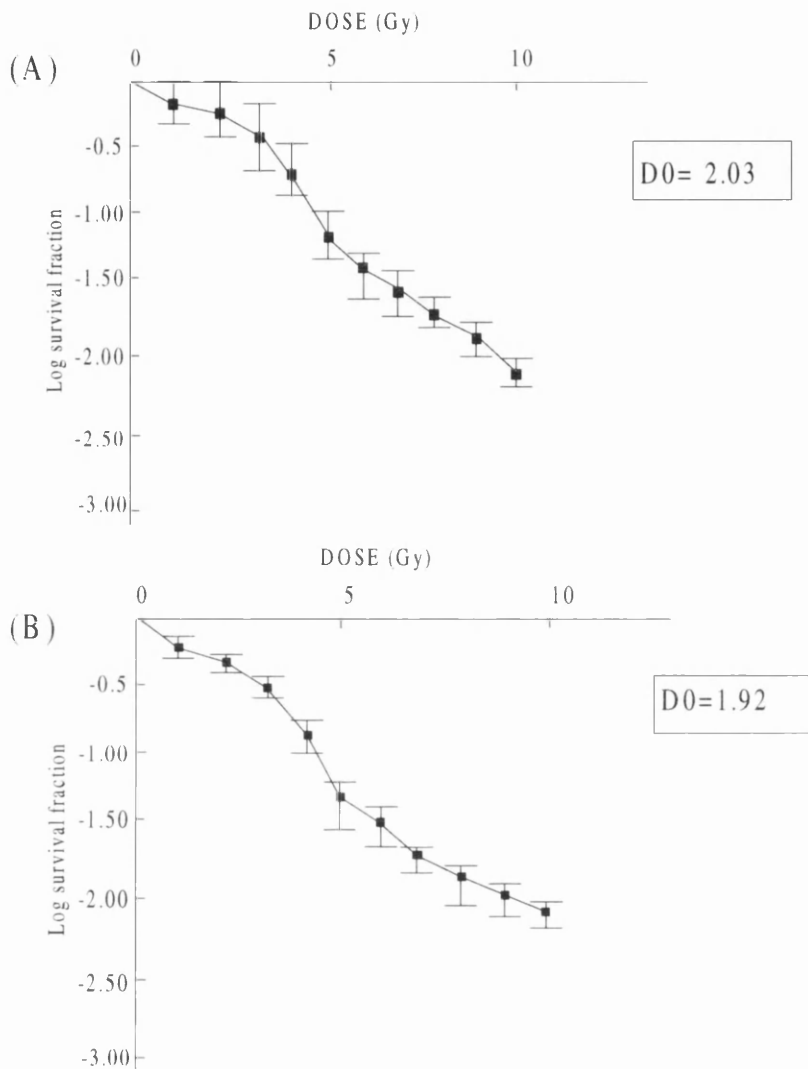 DOSE (Gy)
0 5 10
(A)
-0.5
-1.00
-1.50
-2.00
-2.50
-3.00
Log survival fraction
D0= 2.03
DOSE (Gy)
0 5 10
(B)
-0.5
-1.00
-1.50
-2.00
-2.50
-3.00
Log survival fraction
D0=1.92